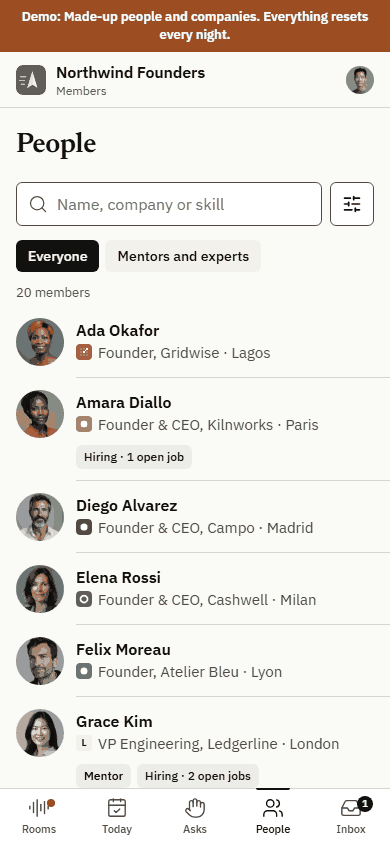 Demo: Made-up people and companies. Everything resets
every night.
Northwind Founders
Members
People
Name, company or skill
Everyone
Mentors and experts
20 members
Ada Okafor
Founder, Gridwise · Lagos
Amara Diallo
Founder & CEO, Kilnworks · Paris
Hiring · 1 open job
Diego Alvarez
Founder & CEO, Campo · Madrid
Elena Rossi
Founder & CEO, Cashwell · Milan
Felix Moreau
Founder, Atelier Bleu · Lyon
Grace Kim
L VP Engineering, Ledgerline · London
Mentor Hiring · 2 open jobs
1
Rooms Today Asks People Inbox